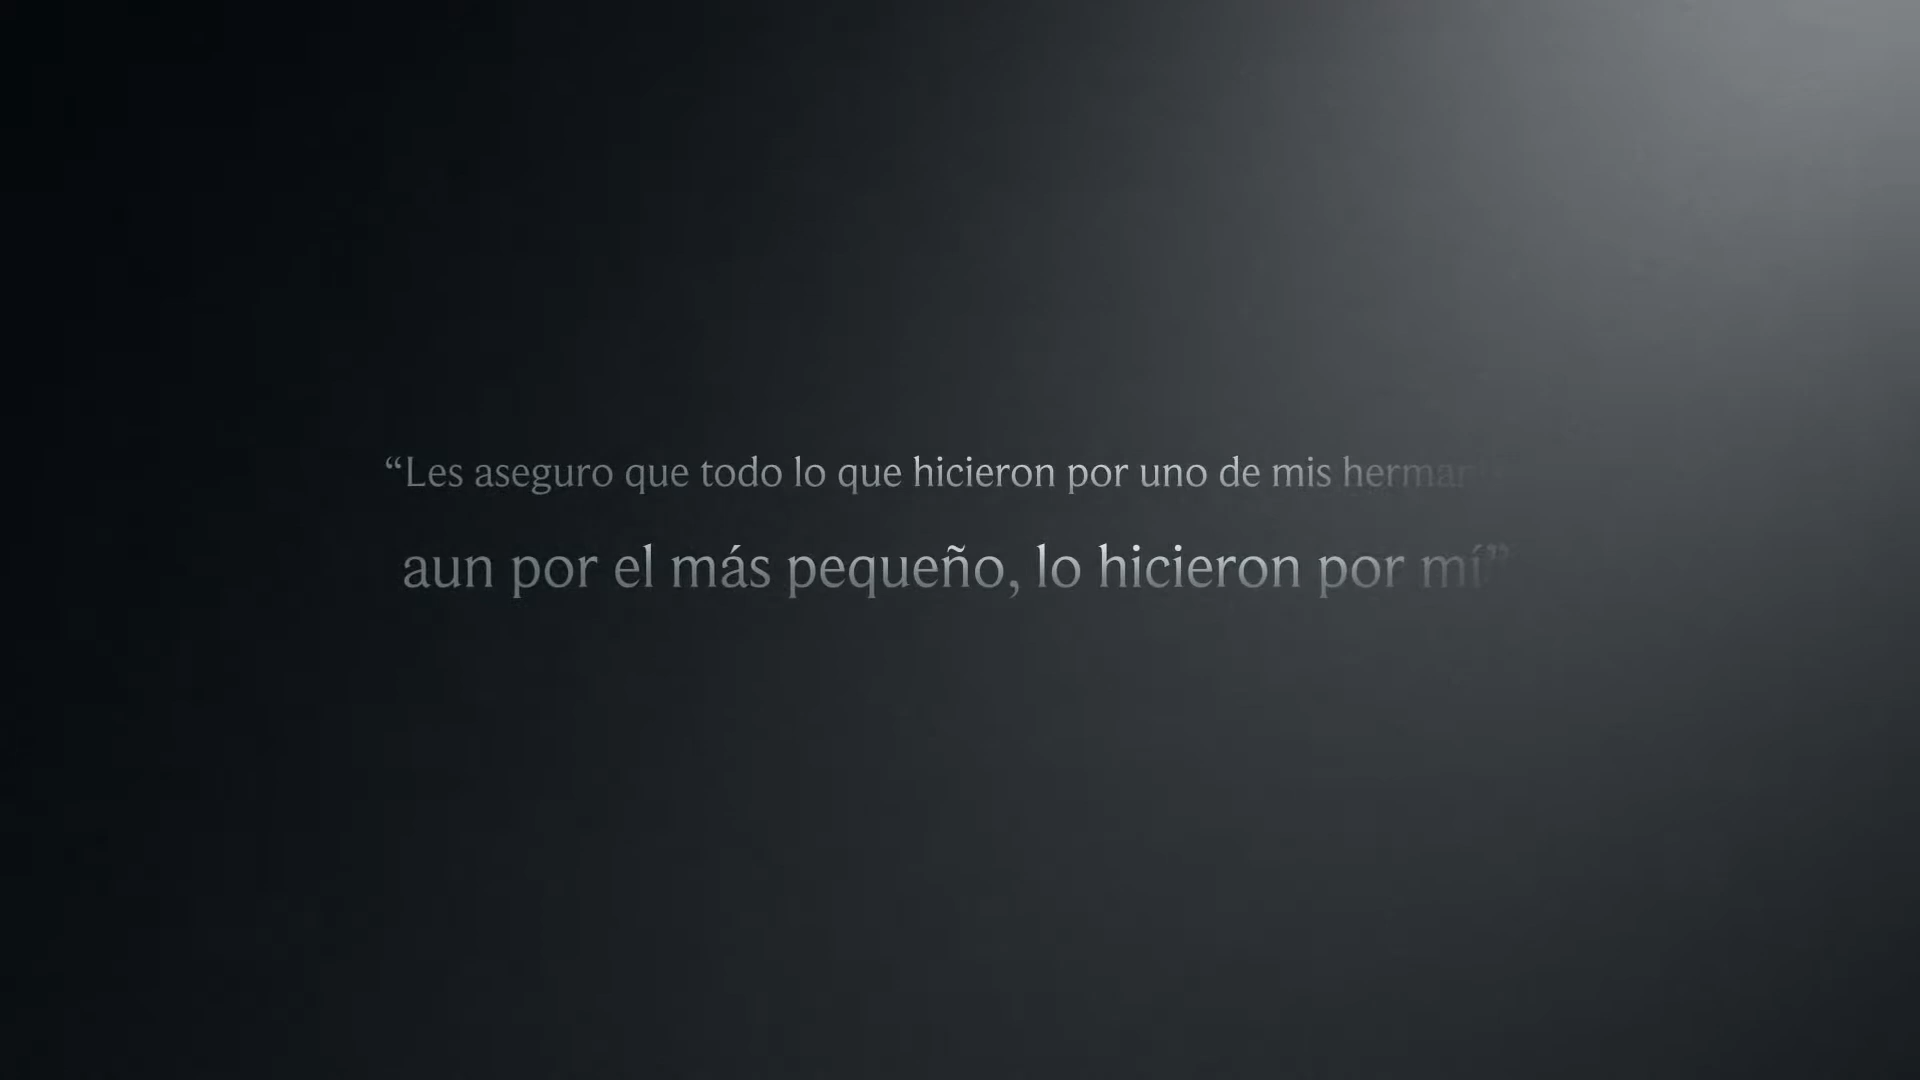 “Les aseguro que todo lo que hicieron por uno de mis
aun por el más pequeño, lo hicieron por mí”